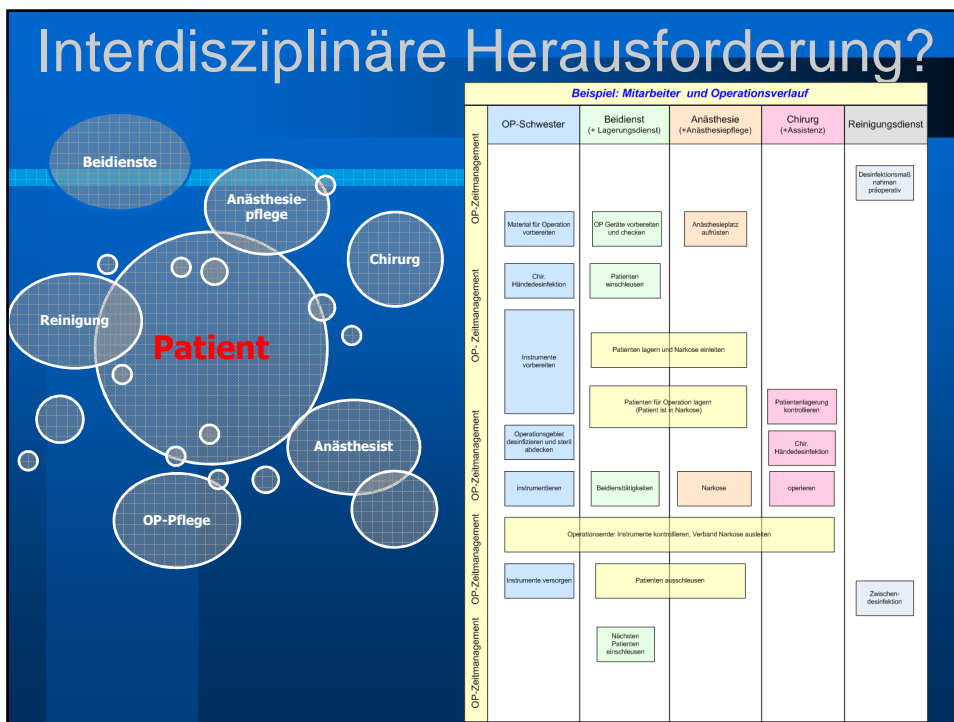 Interdisziplinäre Herausforderung?
Beidienste
Anästhesie-
pflege
Chirurg
Reinigung
Patient
Anästhesist
OP-Pflege
Beispiel: Mitarbeiter und Operationsverlauf
OP-Schwester
Beidienst
(+ Lagerungsdienst)
Anästhesie
(+Anästhesiepflege)
Chirurg
(+Assistenz)
Reinigungsdienst
OP-Zeitmanagement
Desinfektionsmaß
nahmen
präoperativ
Material für Operation
vorbereiten
OP Geräte vorbereiten
und checken
Anästhesieplatz
aufrüsten
OP- Zeitmanagement
Chir.
Händedesinfektion
Patienten
einschleusen
Instrumente
vorbereiten
Patienten lagern und Narkose einleiten
Patienten für Operation lagern
(Patient ist in Narkose)
Patientenlagerung
kontrollieren
OP-Zeitmanagement
Operationsgebiet
desinfizieren und steril
abdecken
Chir.
Händedesinfektion
instrumentieren
Beidiensttätigkeiten
Narkose
operieren
OP-Zeitmanagement
Operationsende: Instrumente kontrollieren, Verband Narkose ausleiten
Instrumente versorgen
Patienten ausschleusen
Zwischen-
desinfektion
OP-Zeitmanagement
Nächsten
Patienten
einschleusen